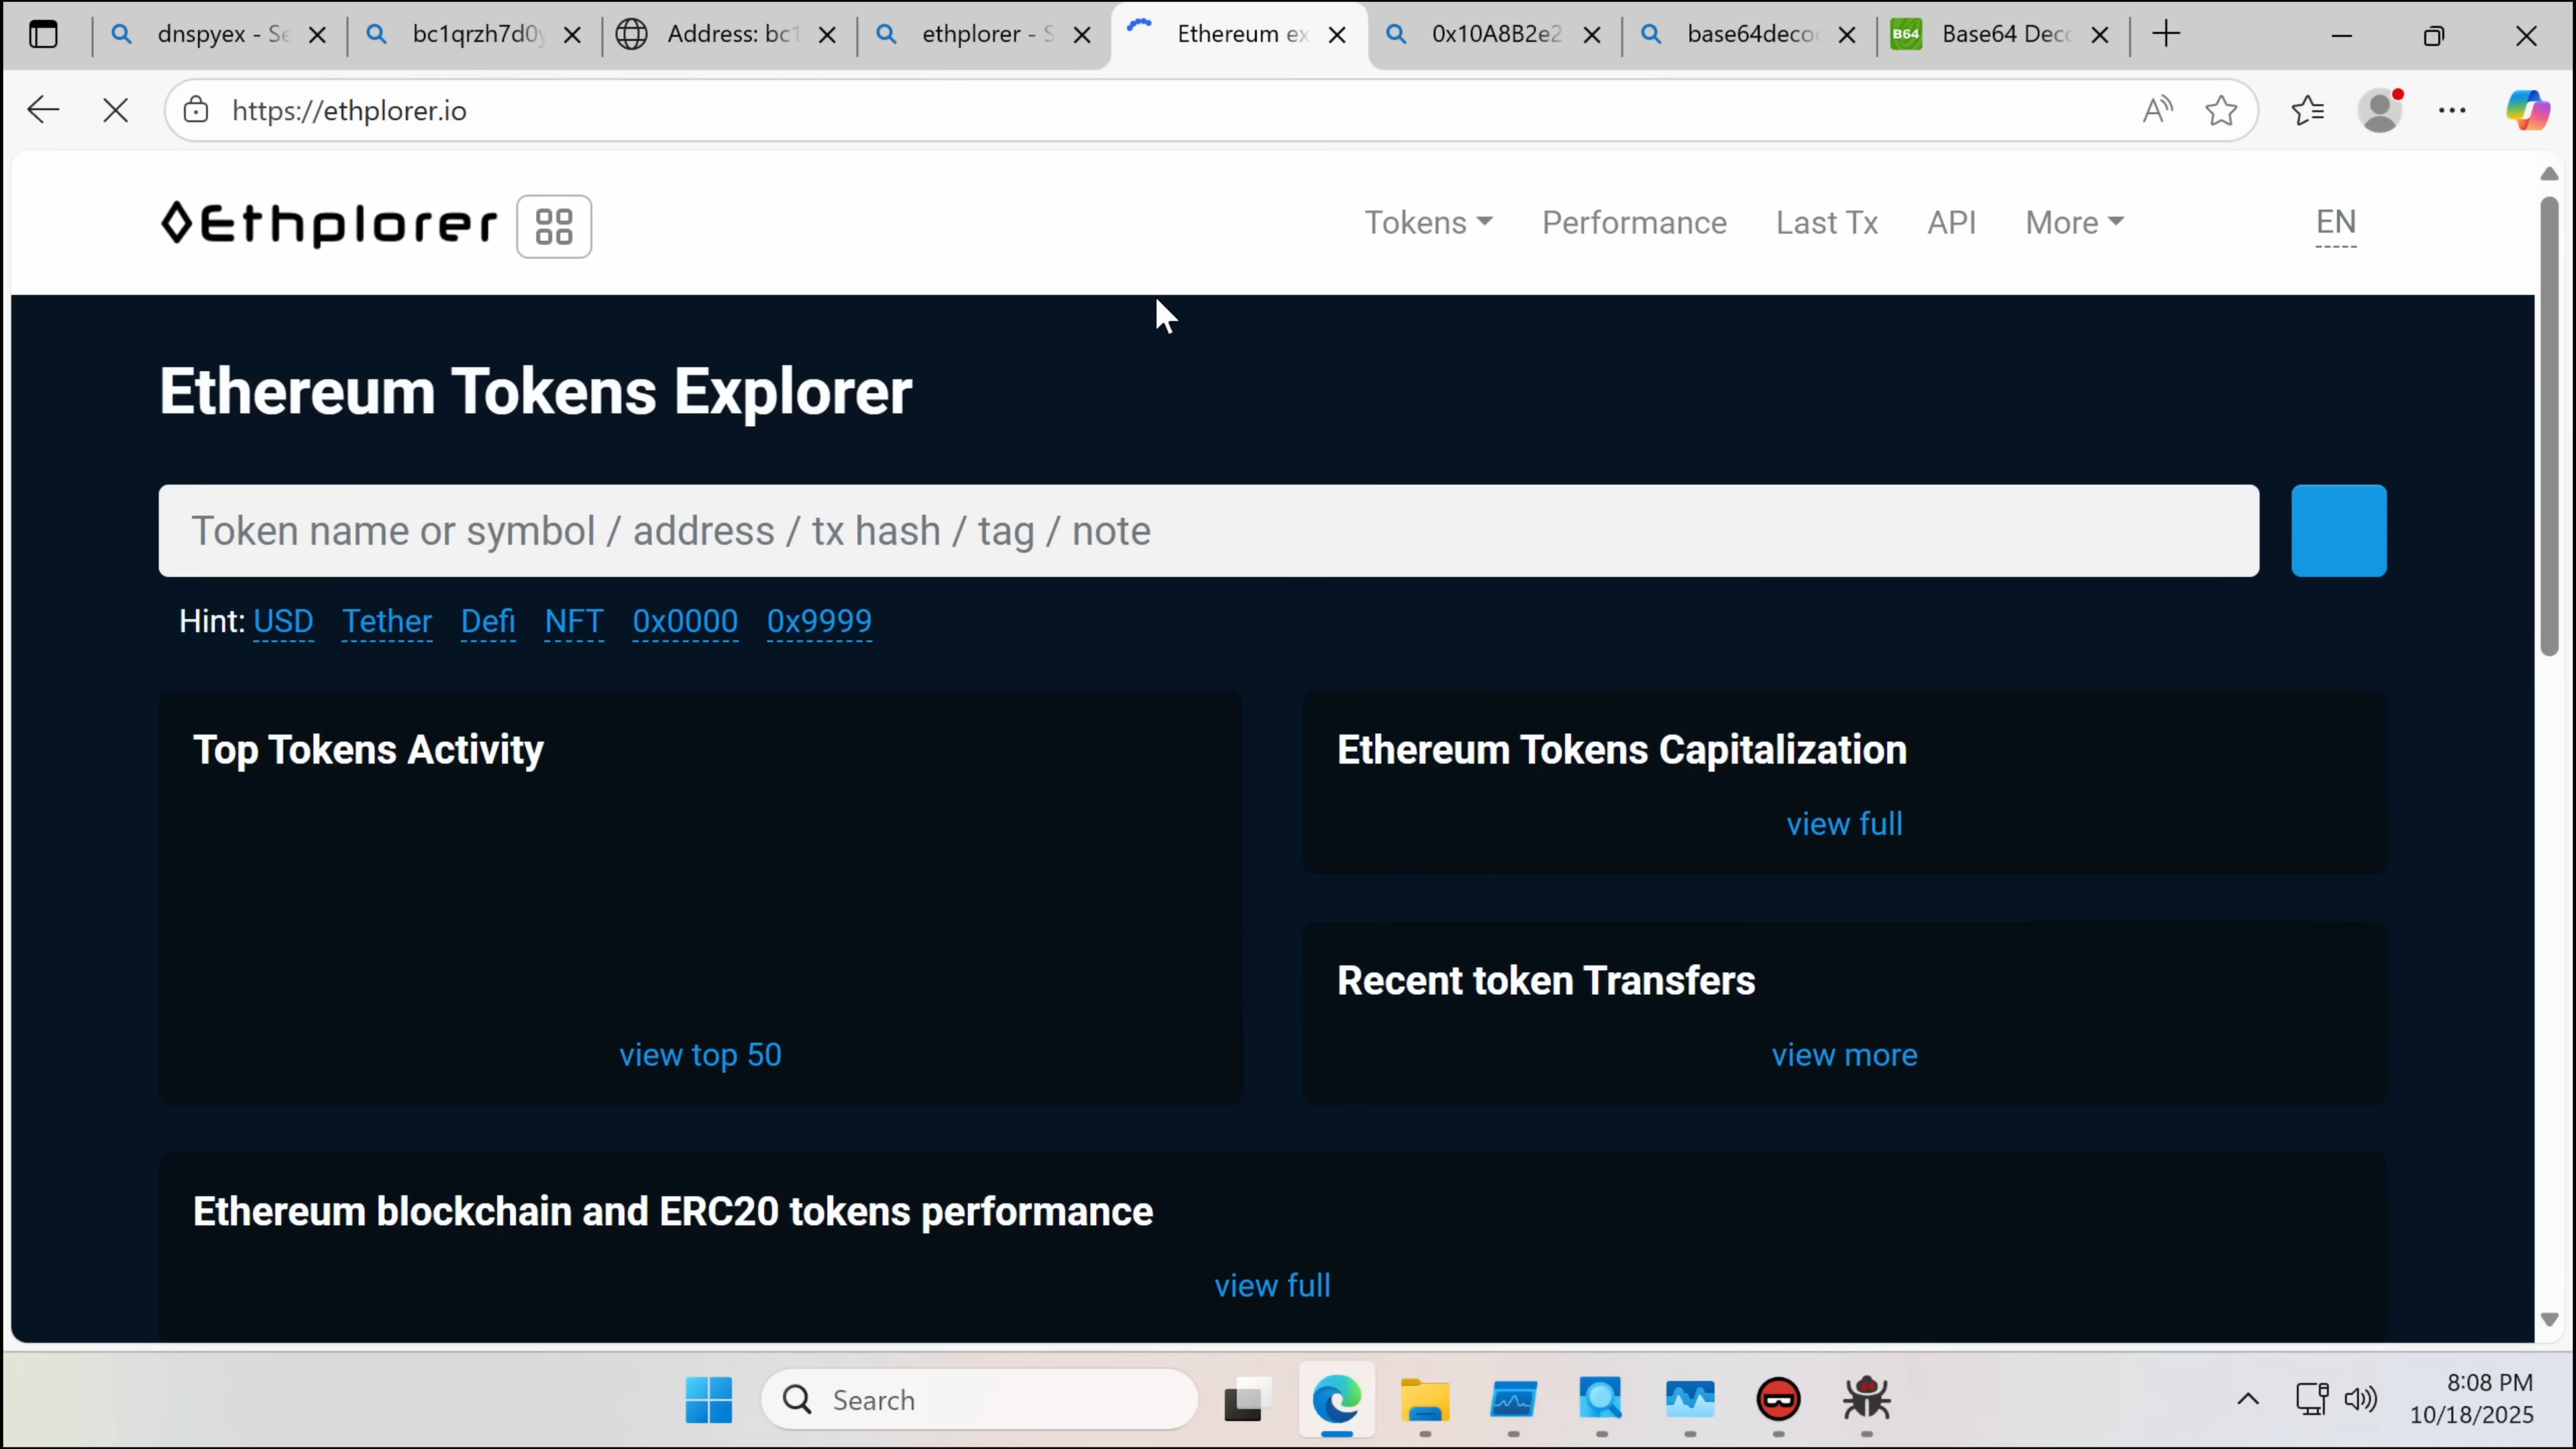 dnspyex - Se
bc1qrzh7d0y
Address: bc1
ethplorer - S
Ethereum ex
0x10A8B2e2
base64deco
B64
Base64 Deco
https://ethplorer.io
Ethplorer
Tokens
Performance
Last Tx
API
More
EN
Ethereum Tokens Explorer
Token name or symbol / address / tx hash / tag / note
Hint: USD Tether Defi NFT 0x0000 0x9999
Top Tokens Activity
view top 50
Ethereum Tokens Capitalization
view full
Recent token Transfers
view more
Ethereum blockchain and ERC20 tokens performance
view full
Search
8:08 PM
10/18/2025